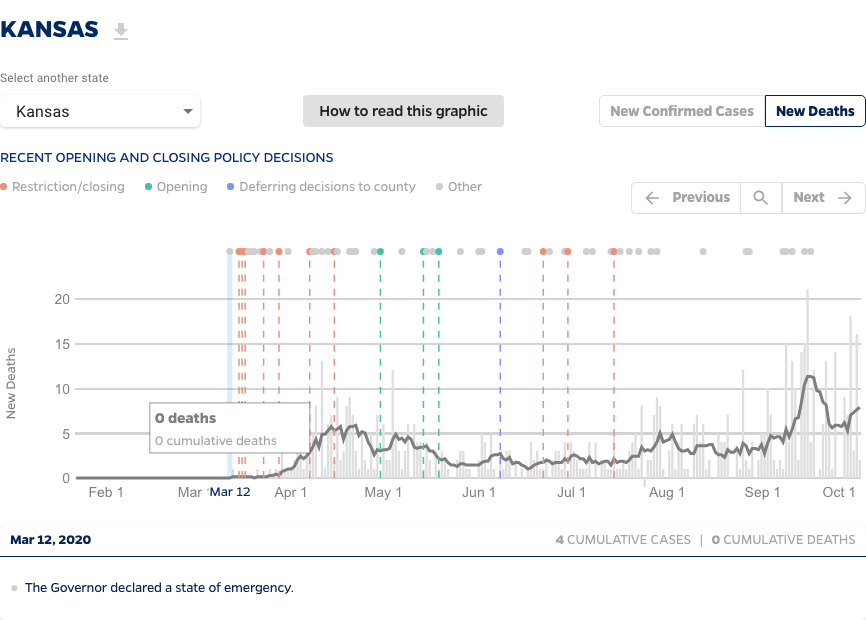 KANSAS
Select another state
Kansas
How to read this graphic
New Confirmed Cases
New Deaths
RECENT OPENING AND CLOSING POLICY DECISIONS
Restriction/closing
Opening
Deferring decisions to county
Other
Previous
Next
20
15
10
5
0
New Deaths
0 deaths
0 cumulative deaths
Feb 1
Mar
Mar 12
Apr 1
May 1
Jun 1
Jul 1
Aug 1
Sep 1
Oct 1
Mar 12, 2020
4 CUMULATIVE CASES | 0 CUMULATIVE DEATHS
The Governor declared a state of emergency.